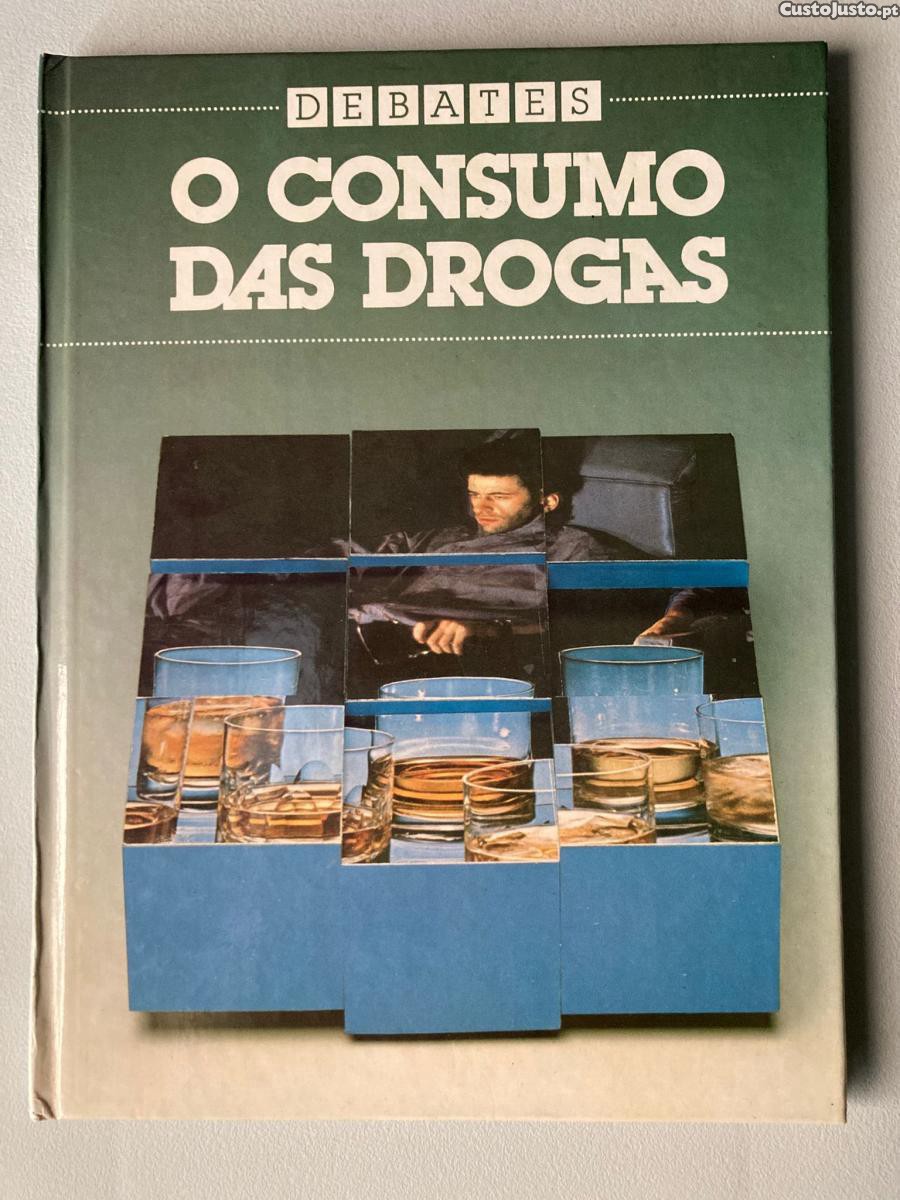 CustoJusto.pt
DEBATES
O CONSUMO
DAS DROGAS